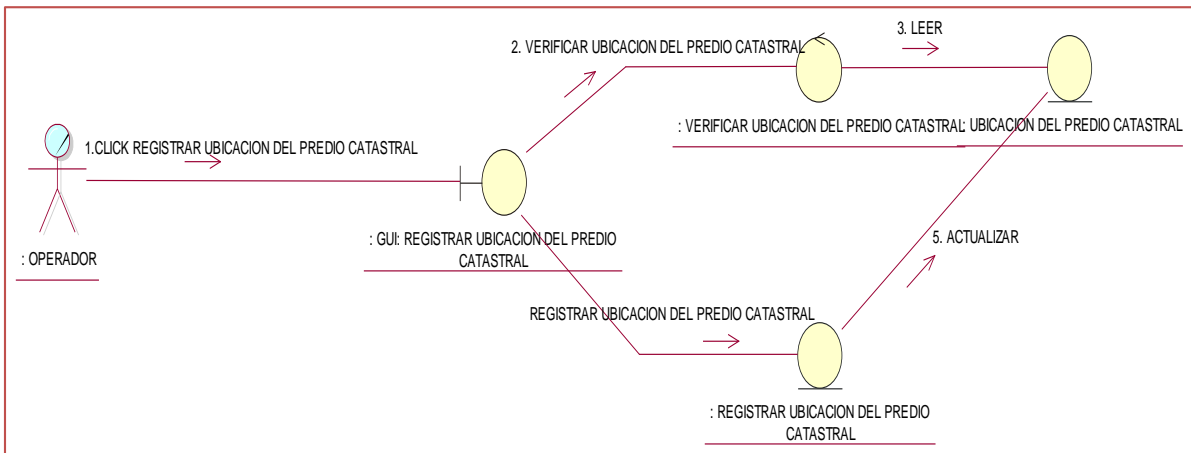 2. VERIFICAR UBICACION DEL PREDIO CATASTRAL
3. LEER
: VERIFICAR UBICACION DEL PREDIO CATASTRAL
: UBICACION DEL PREDIO CATASTRAL
1.CLICK REGISTRAR UBICACION DEL PREDIO CATASTRAL
: OPERADOR
: GUI: REGISTRAR UBICACION DEL PREDIO
CATASTRAL
5. ACTUALIZAR
REGISTRAR UBICACION DEL PREDIO CATASTRAL
: REGISTRAR UBICACION DEL PREDIO
CATASTRAL